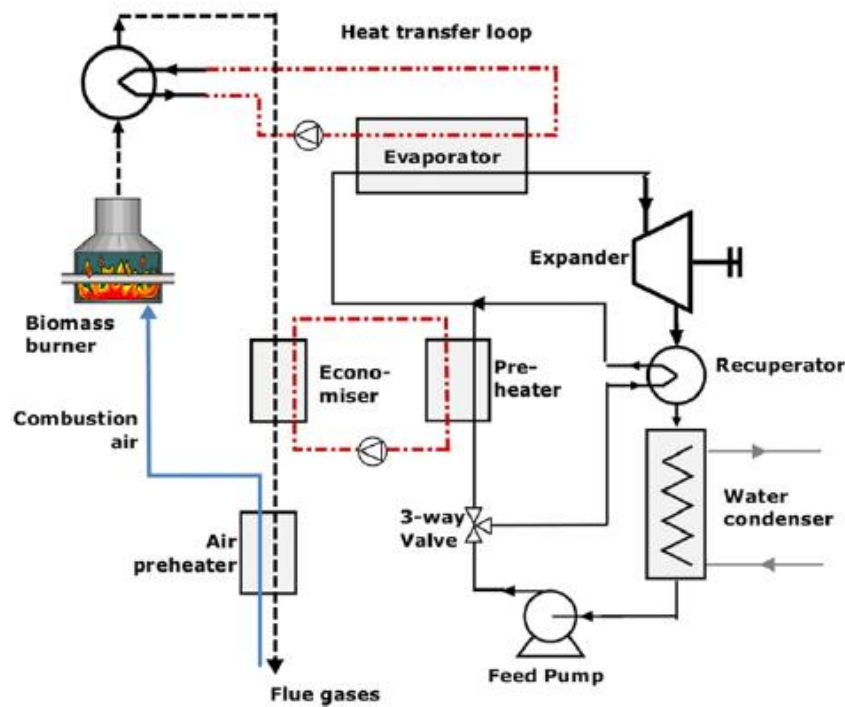 Heat transfer loop
Evaporator
Expander
Biomass
burner
Recuperator
Econo-
miser
Pre-
heater
Combustion
air
Water
condenser
3-way
Valve
Air
preheater
Feed Pump
Flue gases